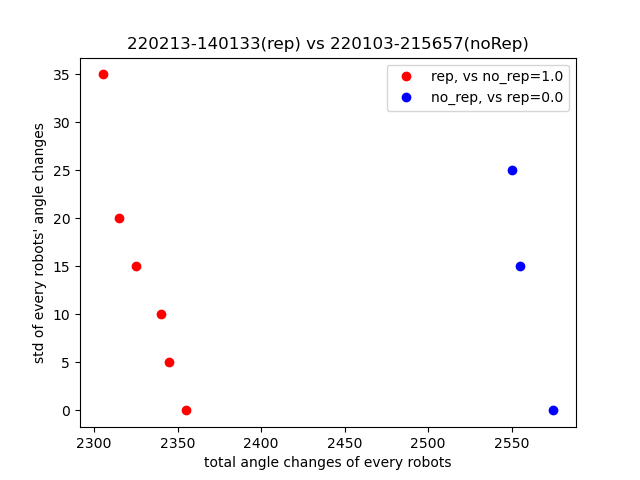 220213-140133(rep) vs 220103-215657(noRep)
rep, vs no_rep=1.0
no_rep, vs rep=0.0
std of every robots' angle changes
35
30
25
20
15
10
5
0
2300 2350 2400 2450 2500 2550
total angle changes of every robots